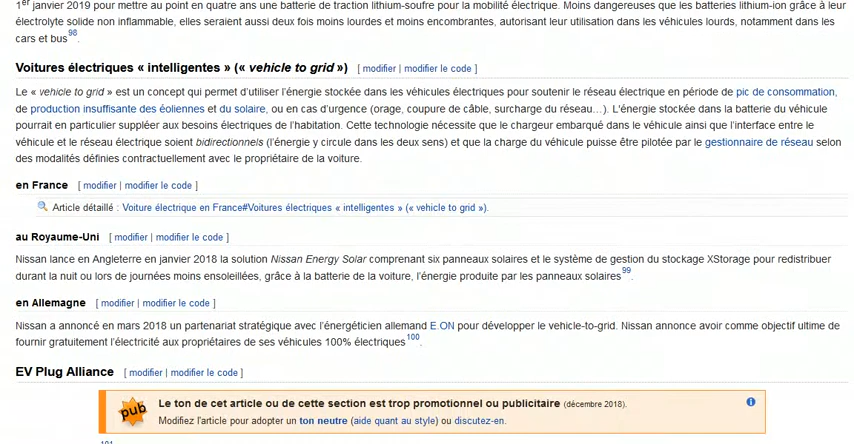 1er janvier 2019 pour mettre au point en quatre ans une batterie de traction lithium-soufre pour la mobilité électrique. Moins dangereuses que les batteries lithium-ion grâce à leur
électrolyte solide non inflammable, elles seraient aussi deux fois moins lourdes et moins encombrantes, autorisant leur utilisation dans les véhicules lourds, notamment dans les
cars et bus98.
Voitures électriques « intelligentes » (« vehicle to grid ») [ modifier | modifier le code ]
Le « vehicle to grid » est un concept qui permet d'utiliser l'énergie stockée dans les véhicules électriques pour soutenir le réseau électrique en période de pic de consommation,
de production insuffisante des éoliennes et du solaire, ou en cas d'urgence (orage, coupure de câble, surcharge du réseau…). L'énergie stockée dans la batterie du véhicule
pourrait en particulier suppléer aux besoins électriques de l'habitation. Cette technologie nécessite que le chargeur embarqué dans le véhicule ainsi que l'interface entre le
véhicule et le réseau électrique soient bidirectionnels (l'énergie y circule dans les deux sens) et que la charge du véhicule puisse être pilotée par le gestionnaire de réseau selon
des modalités définies contractuellement avec le propriétaire de la voiture.
en France [ modifier | modifier le code ]
Article détaillé : Voiture électrique en France#Voitures électriques « intelligentes » (« vehicle to grid »).
au Royaume-Uni [ modifier | modifier le code ]
Nissan lance en Angleterre en janvier 2018 la solution Nissan Energy Solar comprenant six panneaux solaires et le système de gestion du stockage XStorage pour redistribuer
durant la nuit ou lors de journées moins ensoleillées, grâce à la batterie de la voiture, l'énergie produite par les panneaux solaires99.
en Allemagne [ modifier | modifier le code ]
Nissan a annoncé en mars 2018 un partenariat stratégique avec l'énergéticien allemand E.ON pour développer le vehicle-to-grid. Nissan annonce avoir comme objectif ultime de
fournir gratuitement l'électricité aux propriétaires de ses véhicules 100% électriques100.
EV Plug Alliance [ modifier | modifier le code ]
pub
Le ton de cet article ou de cette section est trop promotionnel ou publicitaire (décembre 2018).
Modifiez l'article pour adopter un ton neutre (aide quant au style) ou discutez-en.
101